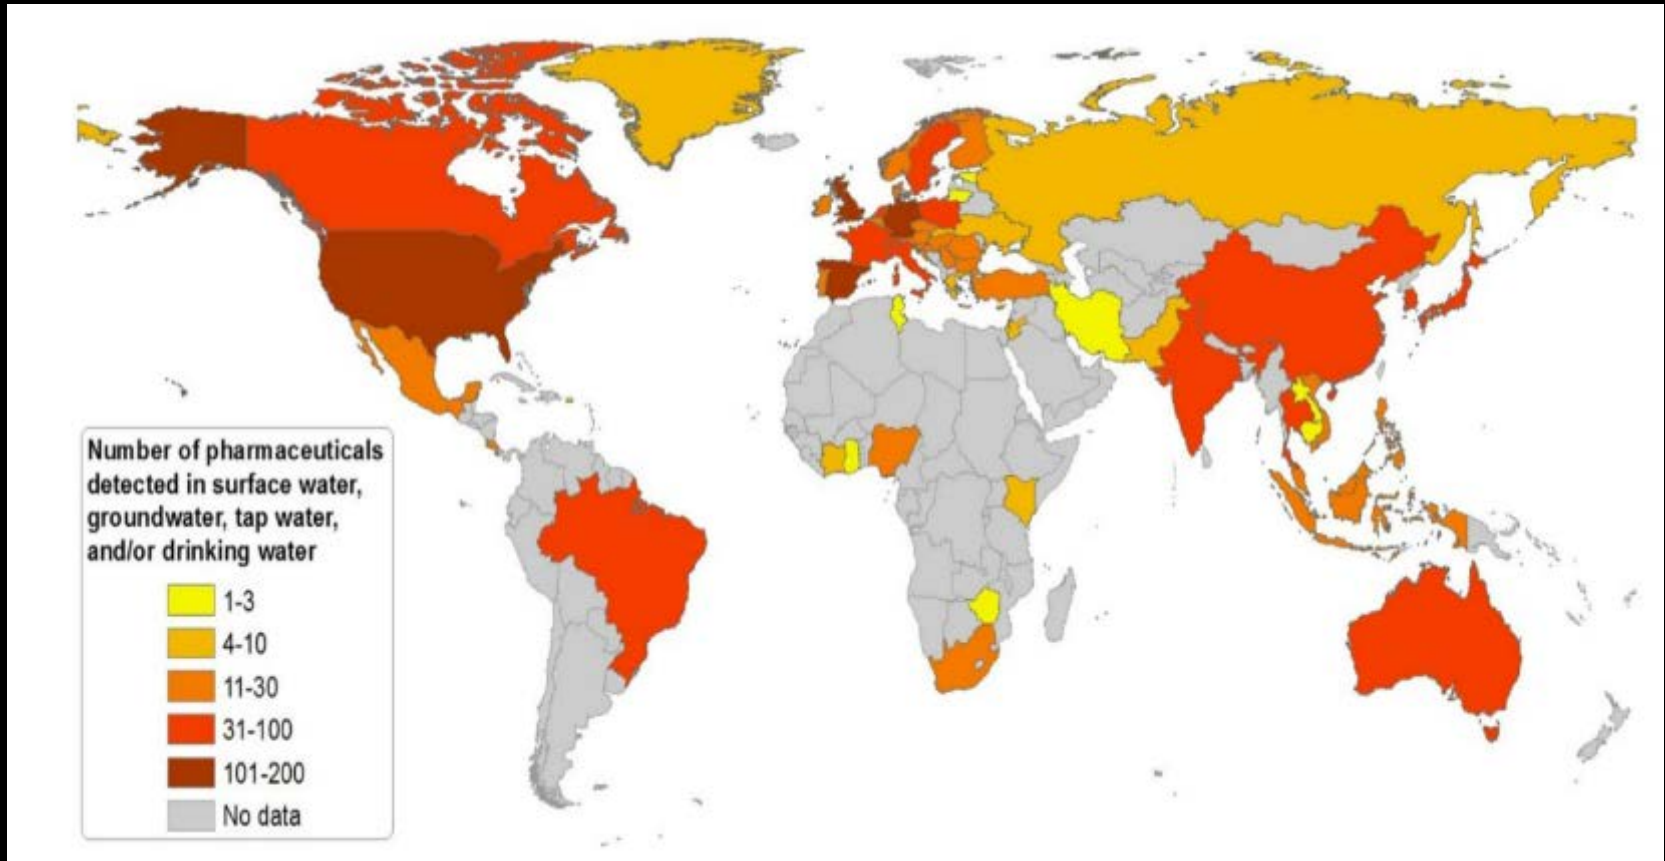 Number of pharmaceuticals
detected in surface water,
groundwater, tap water,
and/or drinking water
1-3
4-10
11-30
31-100
101-200
No data